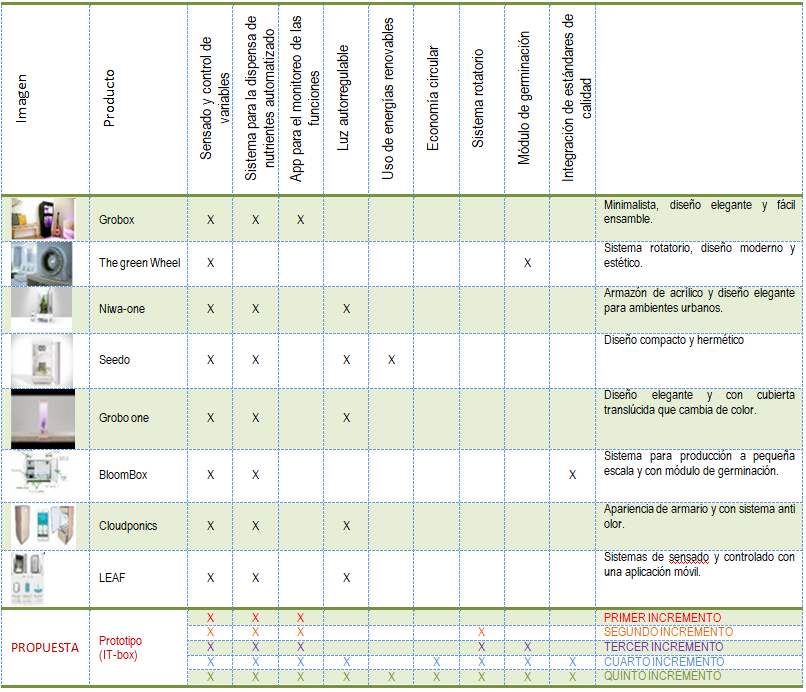 Imagen
Producto
Sensado y control de
variables
Sistema para la dispensa de
nutrientes automatizado
App para el monitoreo de las
funciones
Luz autorregulable
Uso de energías renovables
Economía circular
Sistema rotatorio
Módulo de germinación
Integración de estándares de
calidad
Grobox X X X Minimalista, diseño elegante y fácil
ensamble.
The green Wheel X X Sistema rotatorio, diseño moderno y
estético.
Niwa-one X X X Armazón de acrílico y diseño elegante
para ambientes urbanos.
Seedo X X X X Diseño compacto y hermético
Grobo one X X X Diseño elegante y con cubierta
translúcida que cambia de color.
BloomBox X X X Sistema para producción a pequeña
escala y con módulo de germinación.
Cloudponics X X X Apariencia de armario y con sistema anti
olor.
LEAF X X X Sistemas de sensado y controlado con
una aplicación móvil.
PROPUESTA
Prototipo
(IT-box)
X X X PRIMER INCREMENTO
X X X X SEGUNDO INCREMENTO
X X X X X TERCER INCREMENTO
X X X X X X X X CUARTO INCREMENTO
X X X X X X X X X QUINTO INCREMENTO